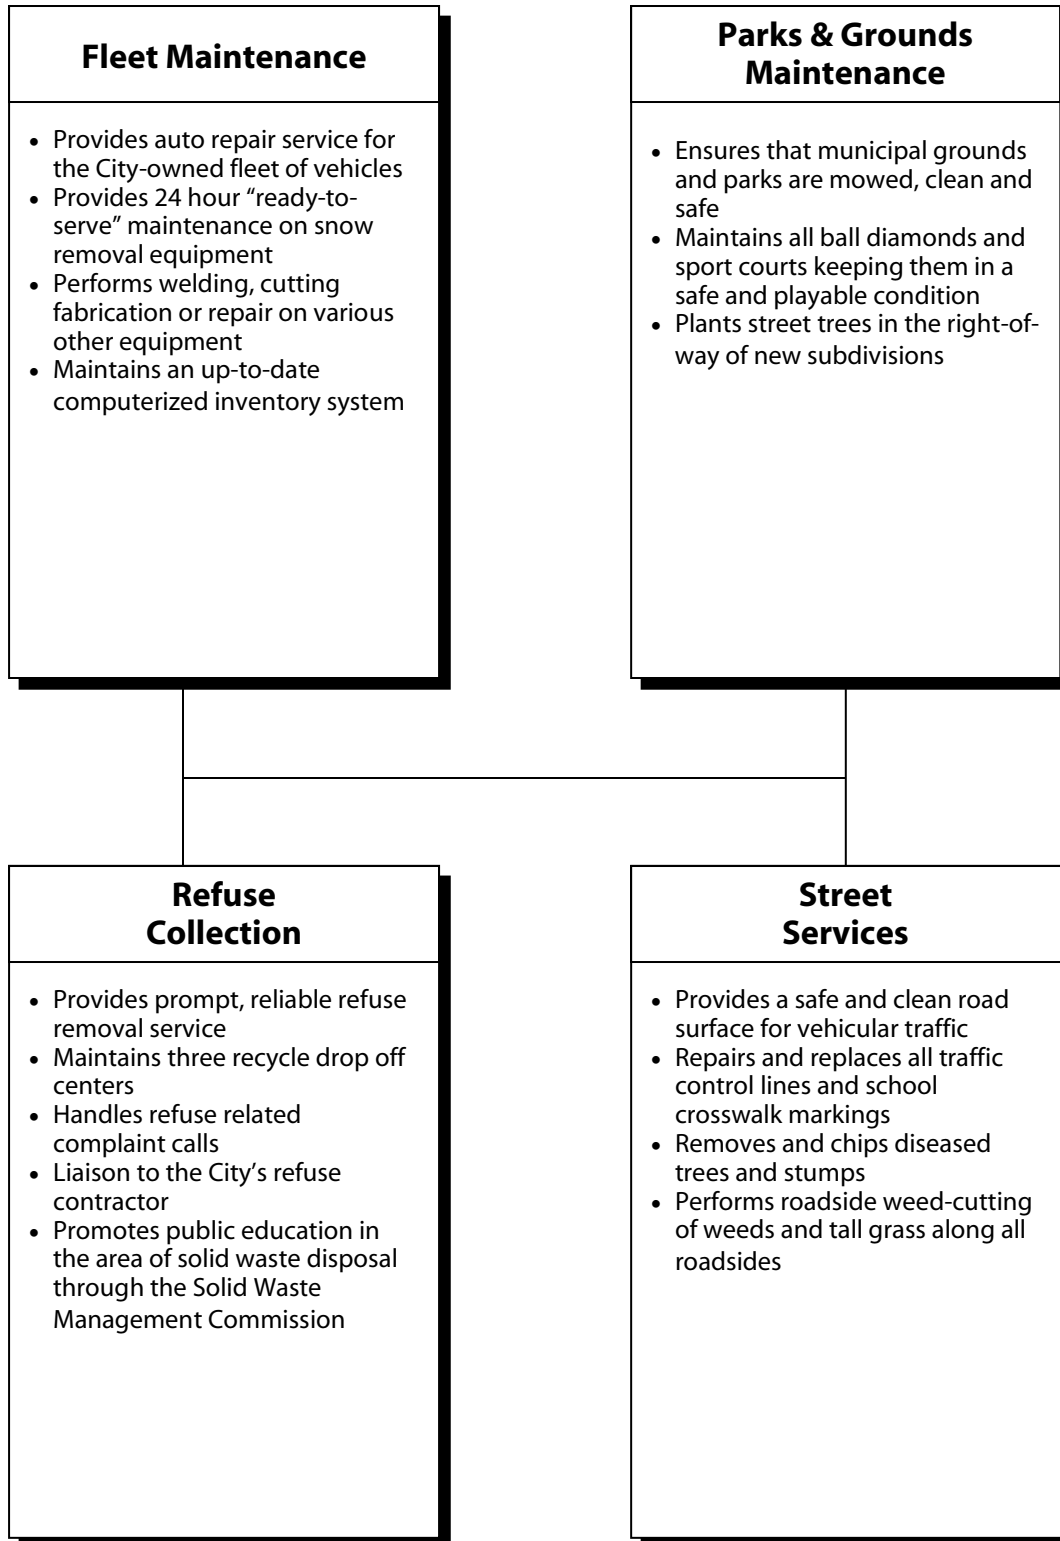 Fleet Maintenance
• Provides auto repair service for
the City-owned fleet of vehicles
• Provides 24 hour “ready-to-
serve” maintenance on snow
removal equipment
• Performs welding, cutting
fabrication or repair on various
other equipment
• Maintains an up-to-date
computerized inventory system
Parks & Grounds
Maintenance
• Ensures that municipal grounds
and parks are mowed, clean and
safe
• Maintains all ball diamonds and
sport courts keeping them in a
safe and playable condition
• Plants street trees in the right-of-
way of new subdivisions
Refuse
Collection
• Provides prompt, reliable refuse
removal service
• Maintains three recycle drop off
centers
• Handles refuse related
complaint calls
• Liaison to the City’s refuse
contractor
• Promotes public education in
the area of solid waste disposal
through the Solid Waste
Management Commission
Street
Services
• Provides a safe and clean road
surface for vehicular traffic
• Repairs and replaces all traffic
control lines and school
crosswalk markings
• Removes and chips diseased
trees and stumps
• Performs roadside weed-cutting
of weeds and tall grass along all
roadsides